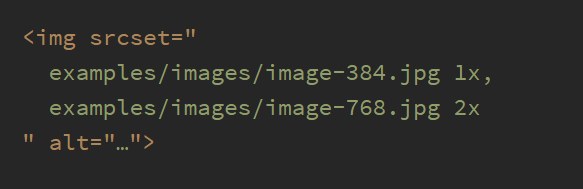 <img srcset="
examples/images/image-384.jpg 1x,
examples/images/image-768.jpg 2x
" alt="…">